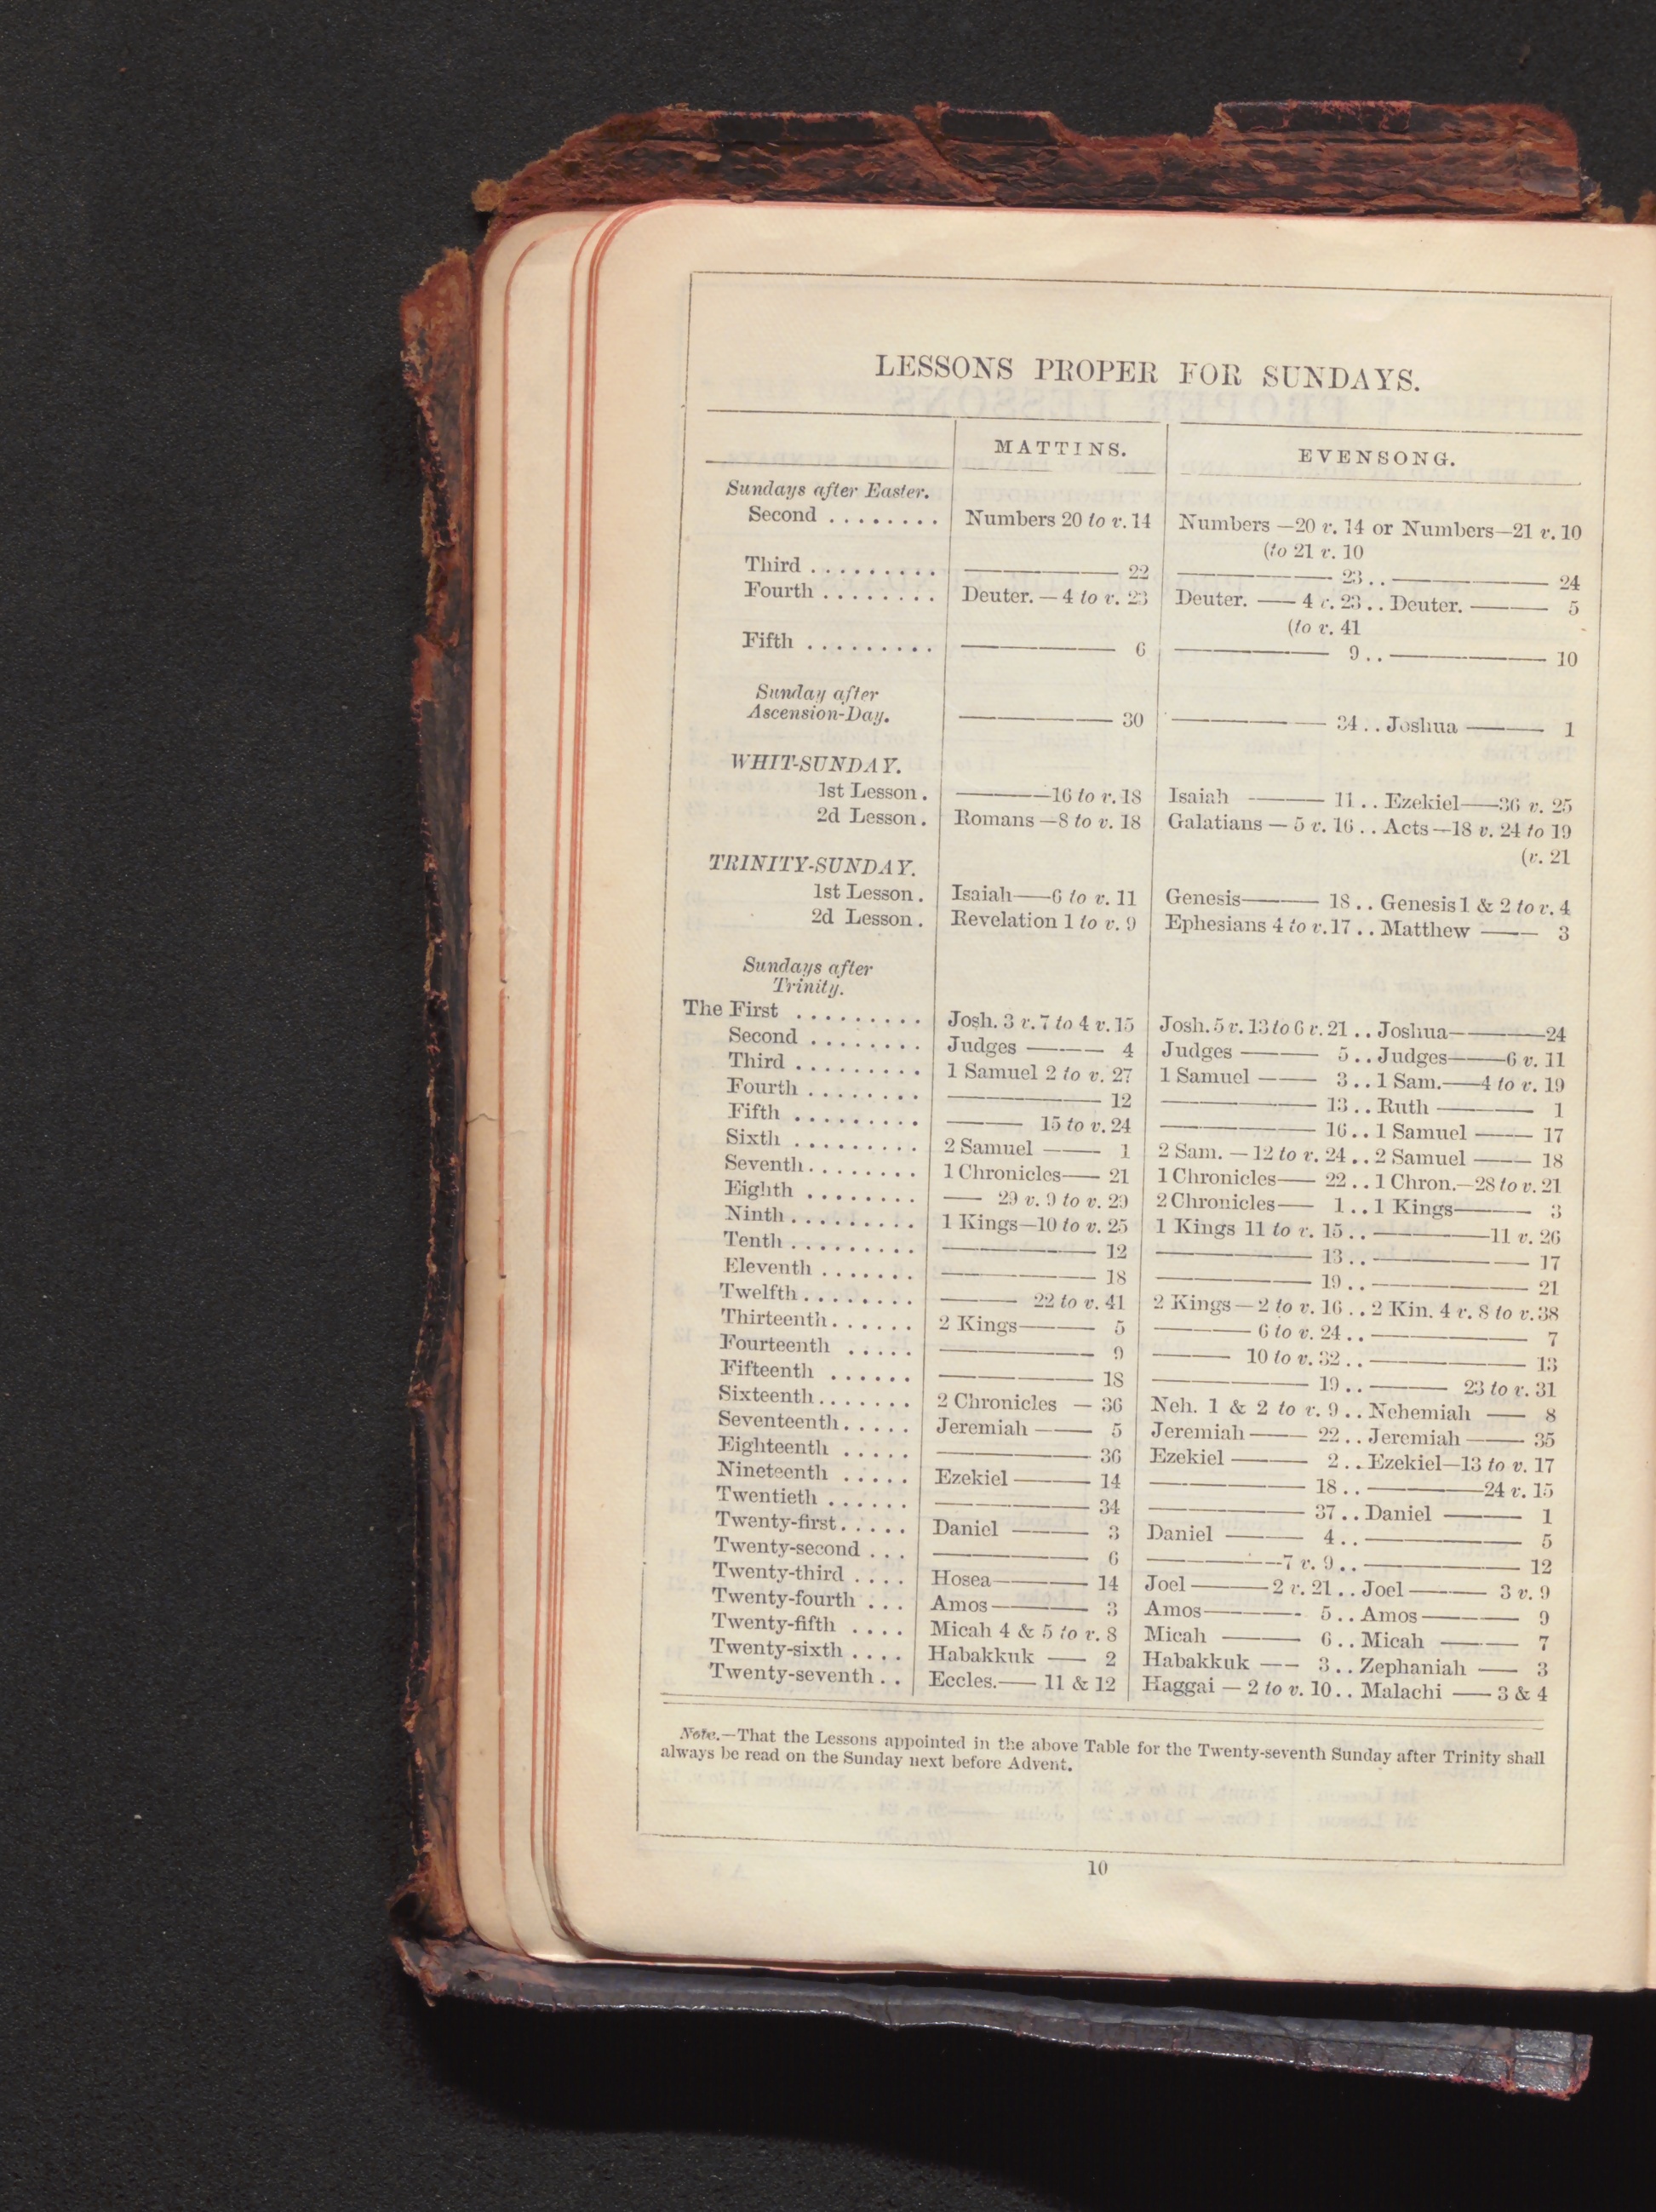 LESSONS PROPER FOR SUNDAYS.
MATTINS. EVENSONG.
Sundays after Easter.
Second ........ Numbers 20 to v. 14 Numbers —20 v. 14 or Numbers—21 v. 10
(to 21 v. 10
Third ......... ——— 22 ——— 23 .. ——— 24
Fourth ........ Deuter. — 4 to v. 23 Deuter. —— 4 v. 23 .. Deuter. ——— 5
(to v. 41
Fifth ......... ——— 6 ——— 9 .. ——— 10
Sunday after
Ascension-Day. ——— 30 ——— 34 .. Joshua ——— 1
WHIT-SUNDAY.
1st Lesson. ———16 to v. 18 Isaiah ——— 11 .. Ezekiel——36 v. 25
2d Lesson. Romans —8 to v. 18 Galatians — 5 v. 16 .. Acts—18 v. 24 to 19
(v. 21
TRINITY-SUNDAY.
1st Lesson. Isaiah——6 to v. 11 Genesis——— 18 .. Genesis 1 & 2 to v. 4
2d Lesson. Revelation 1 to v. 9 Ephesians 4 to v. 17 .. Matthew —— 3
Sundays after
Trinity.
The First ......... Josh. 3 v. 7 to 4 v. 15 Josh. 5 v. 13 to 6 v. 21 .. Joshua———24
Second ........ Judges ——— 4 Judges ——— 5 .. Judges——6 v. 11
Third ......... 1 Samuel 2 to v. 27 1 Samuel —— 3 .. 1 Sam.——4 to v. 19
Fourth ........ ——— 12 ——— 13 .. Ruth ——— 1
Fifth ......... ——— 15 to v. 24 ——— 16 .. 1 Samuel —— 17
Sixth ......... 2 Samuel —— 1 2 Sam. — 12 to v. 24 .. 2 Samuel —— 18
Seventh ........ 1 Chronicles—— 21 1 Chronicles—— 22 .. 1 Chron.—28 to v. 21
Eighth ........ —— 29 v. 9 to v. 29 2 Chronicles—— 1 .. 1 Kings——— 3
Ninth ......... 1 Kings—10 to v. 25 1 Kings 11 to v. 15 .. ———11 v. 26
Tenth ......... ——— 12 ——— 13 .. ——— 17
Eleventh ....... ——— 18 ——— 19 .. ——— 21
Twelfth ........ ——— 22 to v. 41 2 Kings — 2 to v. 16 .. 2 Kin. 4 v. 8 to v. 38
Thirteenth ...... 2 Kings——— 5 ——— 6 to v. 24 .. ——— 7
Fourteenth ..... ——— 9 ——— 10 to v. 32 .. ——— 13
Fifteenth ...... ——— 18 ——— 19 .. ——— 23 to v. 31
Sixteenth ....... 2 Chronicles — 36 Neh. 1 & 2 to v. 9 .. Nehemiah —— 8
Seventeenth ..... Jeremiah —— 5 Jeremiah —— 22 .. Jeremiah —— 35
Eighteenth ..... ——— 36 Ezekiel ——— 2 .. Ezekiel—13 to v. 17
Nineteenth ..... Ezekiel ——— 14 ——— 18 .. ———24 v. 15
Twentieth ...... ——— 34 ——— 37 .. Daniel ——— 1
Twenty-first ..... Daniel ——— 3 Daniel ——— 4 .. ——— 5
Twenty-second ... ——— 6 ———7 v. 9 .. ——— 12
Twenty-third .... Hosea——— 14 Joel ———2 v. 21 .. Joel ——— 3 v. 9
Twenty-fourth ... Amos——— 3 Amos——— 5 .. Amos——— 9
Twenty-fifth .... Micah 4 & 5 to v. 8 Micah ——— 6 .. Micah ——— 7
Twenty-sixth .... Habakkuk —— 2 Habakkuk —— 3 .. Zephaniah —— 3
Twenty-seventh .. Eccles.—— 11 & 12 Haggai — 2 to v. 10 .. Malachi —— 3 & 4
Note.—That the Lessons appointed in the above Table for the Twenty-seventh Sunday after Trinity shall
always be read on the Sunday next before Advent.
10